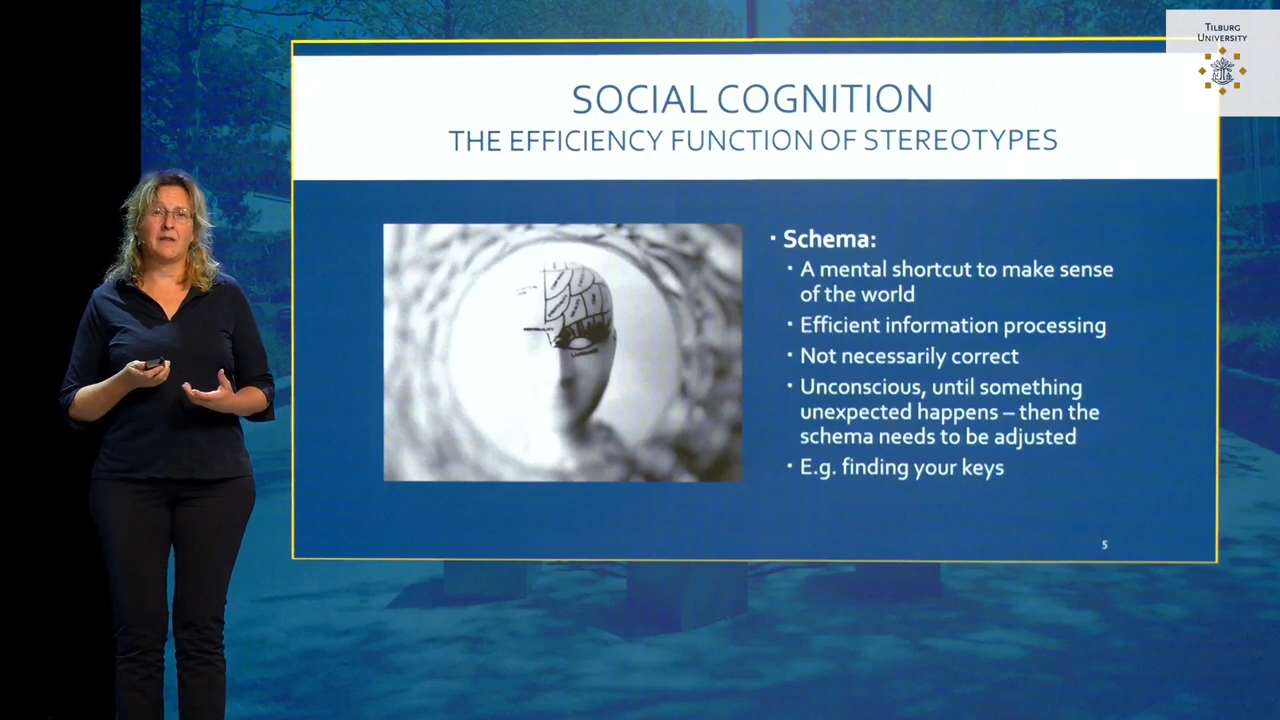 TILBURG
UNIVERSITY
SOCIAL COGNITION
THE EFFICIENCY FUNCTION OF STEREOTYPES
· Schema:
· A mental shortcut to make sense
of the world
· Efficient information processing
· Not necessarily correct
· Unconscious, until something
unexpected happens – then the
schema needs to be adjusted
· E.g. finding your keys
LANGUAGE
5